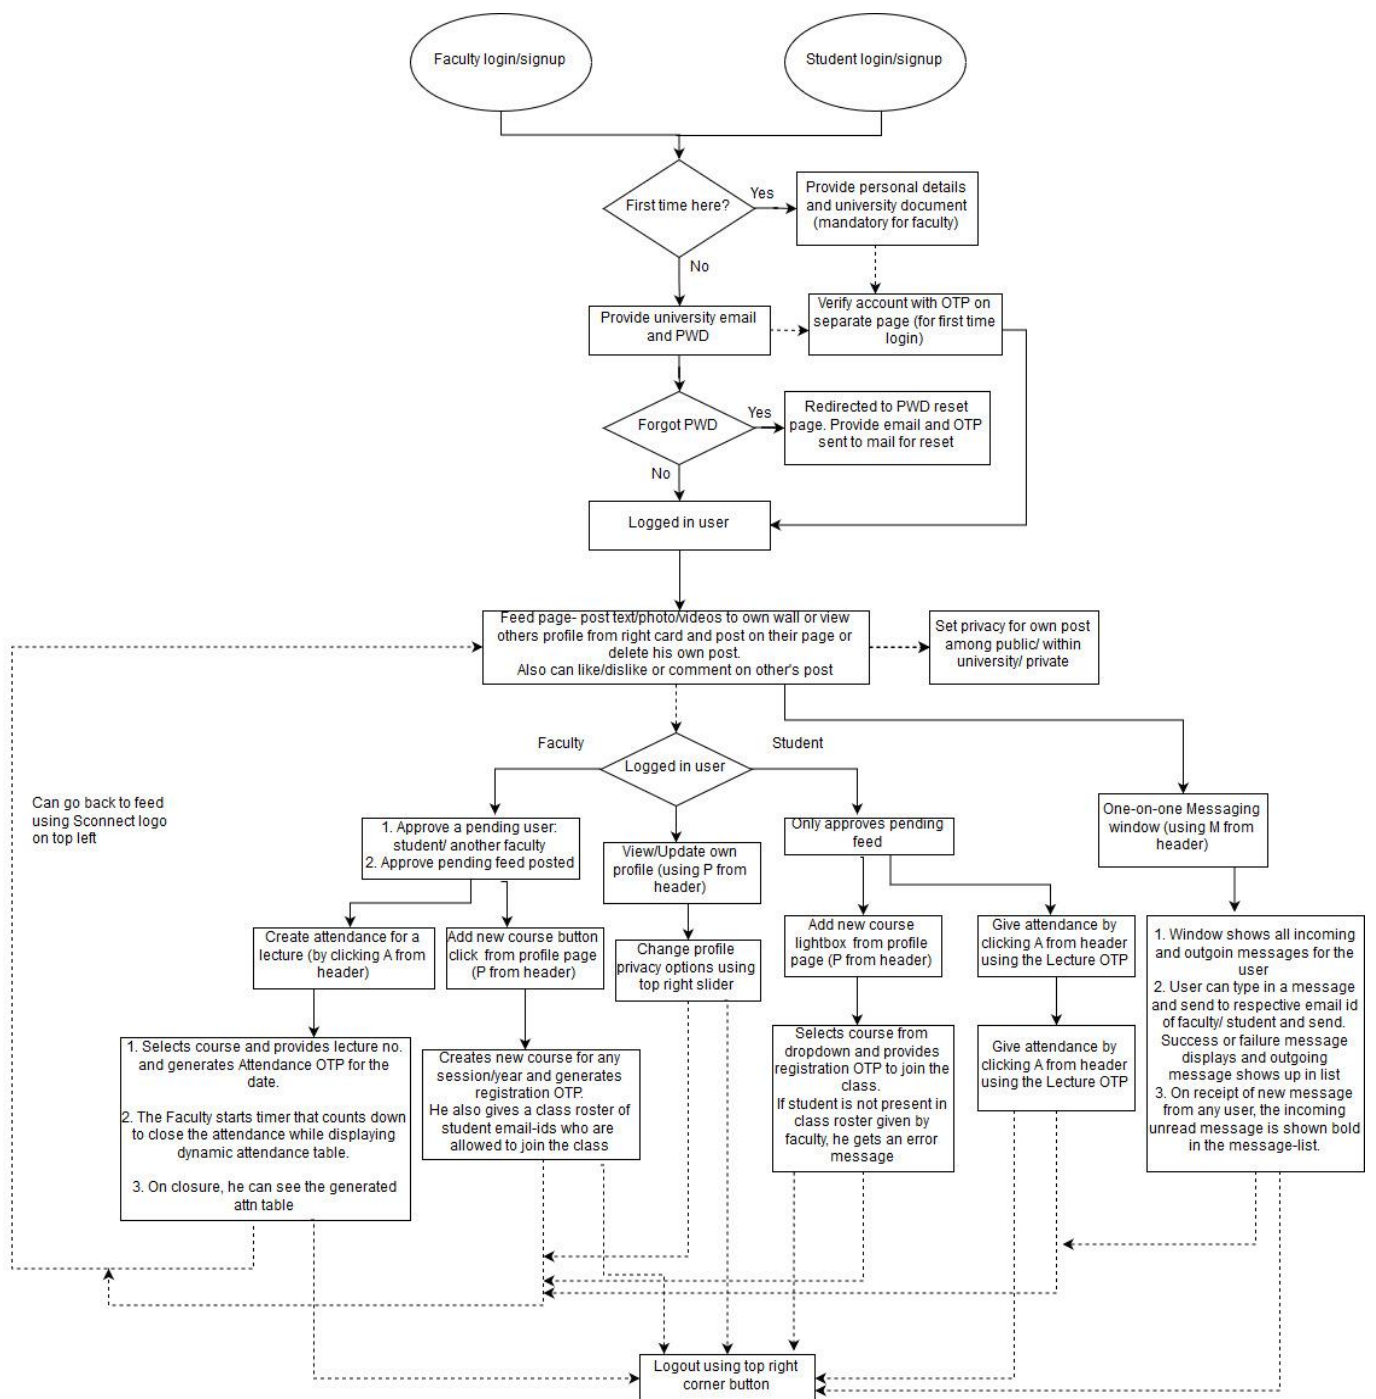 Faculty login/signup
Student login/signup
First time here?
Yes
Provide personal details
and university document
(mandatory for faculty)
No
Provide university email
and PWD
Verify account with OTP on
separate page (for first time
login)
Forgot PWD
Yes
Redirected to PWD reset
page. Provide email and OTP
sent to mail for reset
No
Logged in user
Feed page- post text/photo/videos to own wall or view
others profile from right card and post on their page or
delete his own post.
Also can like/dislike or comment on other's post
Set privacy for own post
among public/ within
university/ private
Faculty
Student
Logged in user
Can go back to feed
using Sconnect logo
on top left
1. Approve a pending user:
student/ another faculty
2. Approve pending feed posted
View/Update own
profile (using P from
header)
Only approves pending
feed
One-on-one Messaging
window (using M from
header)
Create attendance for a
lecture (by clicking A from
header)
Add new course button
click from profile page
(P from header)
Change profile
privacy options using
top right slider
Add new course
lightbox from profile
page (P from header)
Give attendance by
clicking A from header
using the Lecture OTP
1. Window shows all incoming
and outgoin messages for the
user
2. User can type in a message
and send to respective email id
of faculty/ student and send.
Success or failure message
displays and outgoing
message shows up in list
3. On receipt of new message
from any user, the incoming
unread message is shown bold
in the message-list.
1. Selects course and provides lecture no.
and generates Attendance OTP for the
date.
2. The Faculty starts timer that counts down
to close the attendance while displaying
dynamic attendance table.
3. On closure, he can see the generated
attn table
Creates new course for any
session/year and generates
registration OTP.
He also gives a class roster of
student email-ids who are
allowed to join the class
Selects course from
dropdown and provides
registration OTP to join the
class.
If student is not present in
class roster given by
faculty, he gets an error
message
Give attendance by
clicking A from header
using the Lecture OTP
Logout using top right
corner button